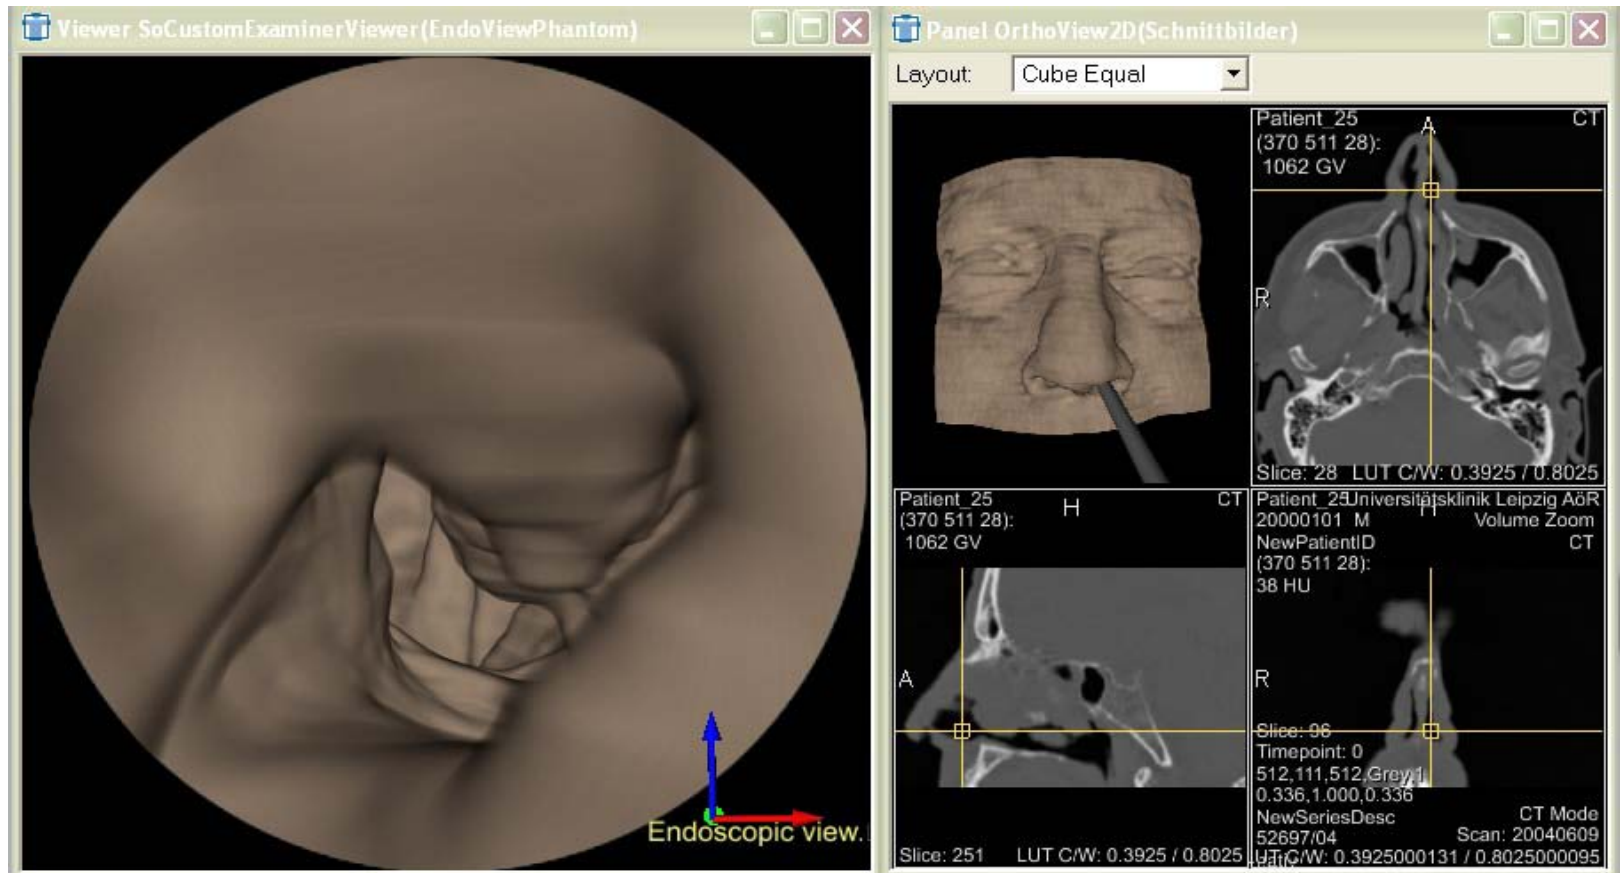 Viewer SoCustomExaminerViewer(EndoViewPhantom)
Endoscopic view.
Panel OrthoView2D(Schnittbilder)
Layout: Cube Equal
Patient_25 A CT
(370 511 28):
1062 GV
R
Slice: 28 LUT C/W: 0.3925 / 0.8025
Patient_25 H CT
(370 511 28):
1062 GV
A
Slice: 251 LUT C/W: 0.3925 / 0.8025
Patient_25 Universitätsklinik Leipzig AöR
20000101 M H Volume Zoom
NewPatientID CT
(370 511 28):
38 HU
R
Slice: 96
Timepoint: 0
512,111,512,Grey,1
0.336,1.000,0.336
NewSeriesDesc CT Mode
52697/04 Scan: 20040609
LUT C/W: 0.3925000131 / 0.8025000095